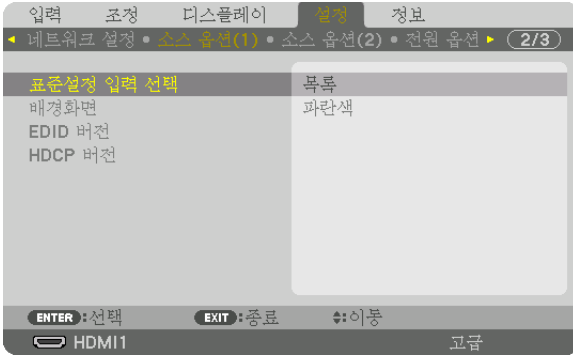 입력 조정 디스플레이 설정 정보
◂ 네트워크 설정 • 소스 옵션(1) • 소스 옵션(2) • 전원 옵션 ▸ 2/3
표준설정 입력 선택 목록
배경화면 파란색
EDID 버전
HDCP 버전
ENTER:선택 EXIT:종료 ⬍:이동
HDMI1 고급